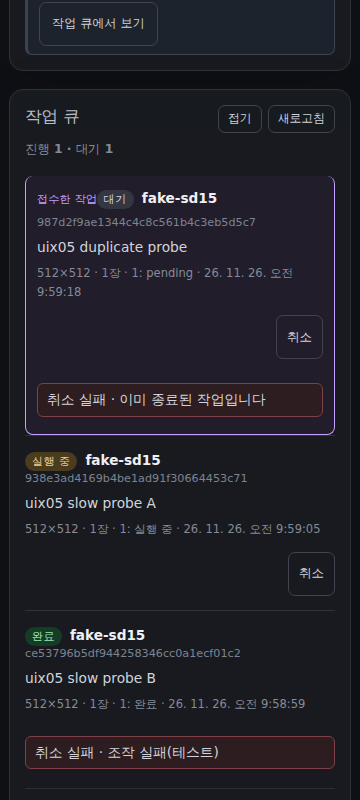 작업 큐에서 보기
작업 큐
접기
새로고침
진행 1 · 대기 1
접수한 작업 대기 fake-sd15
987d2f9ae1344c4c8c561b4c3eb5d5c7
uix05 duplicate probe
512×512 · 1장 · 1: pending · 26. 11. 26. 오전
9:59:18
취소
취소 실패 · 이미 종료된 작업입니다
실행 중 fake-sd15
938e3ad4169b4be1ad91f30664453c71
uix05 slow probe A
512×512 · 1장 · 1: 실행 중 · 26. 11. 26. 오전 9:59:05
취소
완료 fake-sd15
ce53796b5df944258346cc0a1ecf01c2
uix05 slow probe B
512×512 · 1장 · 1: 완료 · 26. 11. 26. 오전 9:58:59
취소 실패 · 조작 실패(테스트)